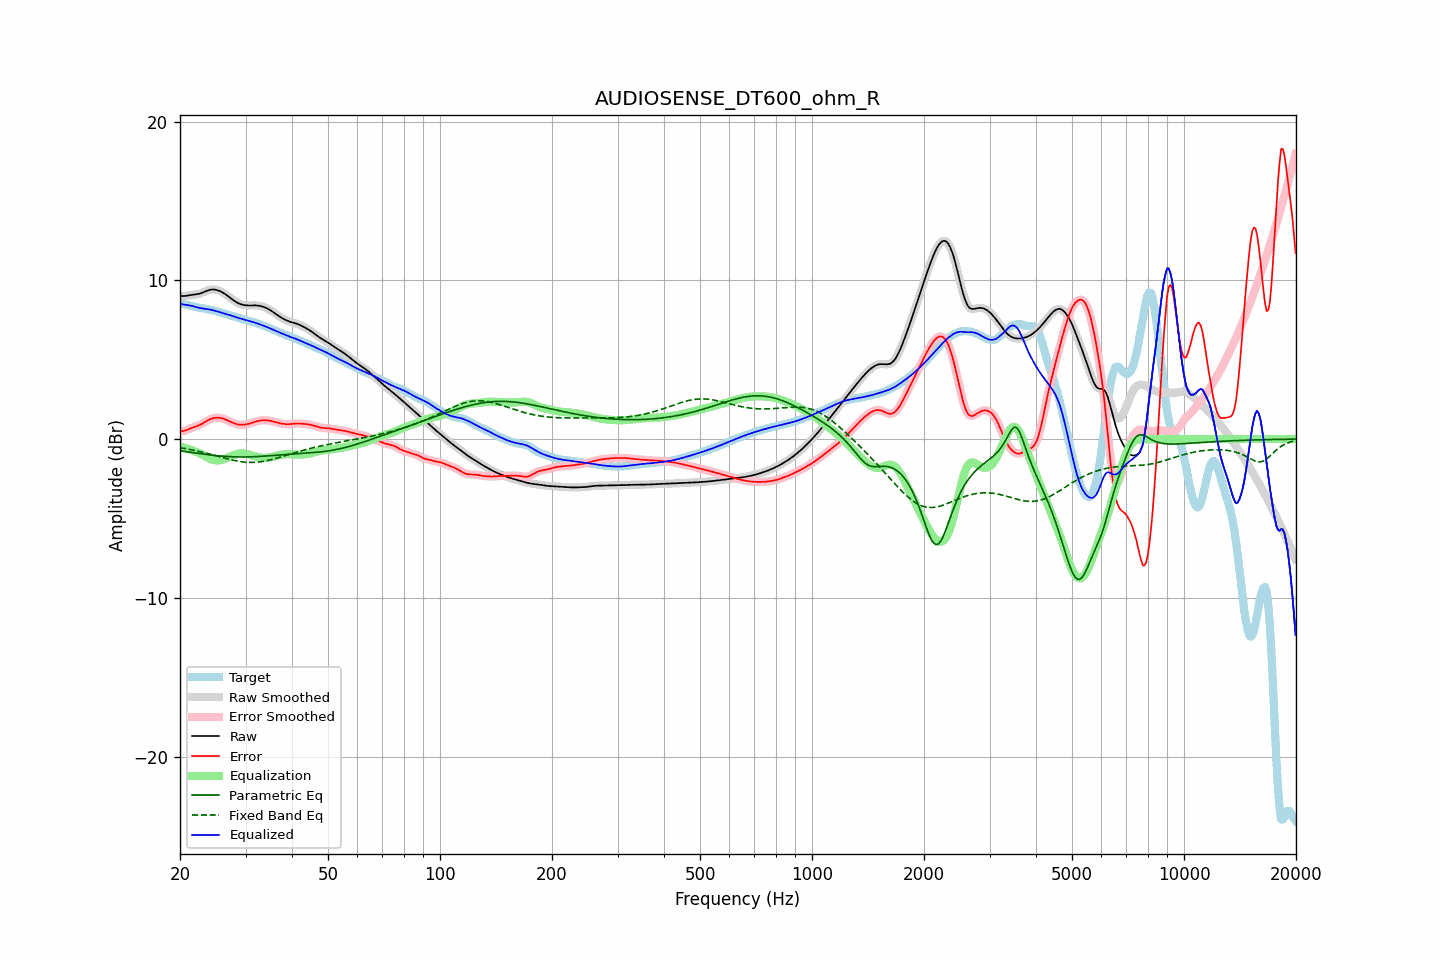 AUDIOSENSE_DT600_ohm_R
Amplitude (dBr)
20
10
0
−10
−20
Target
Raw Smoothed
Error Smoothed
Raw
Error
Equalization
Parametric Eq
Fixed Band Eq
Equalized
20 50 100 200 500 1000 2000 5000 10000 20000
Frequency (Hz)